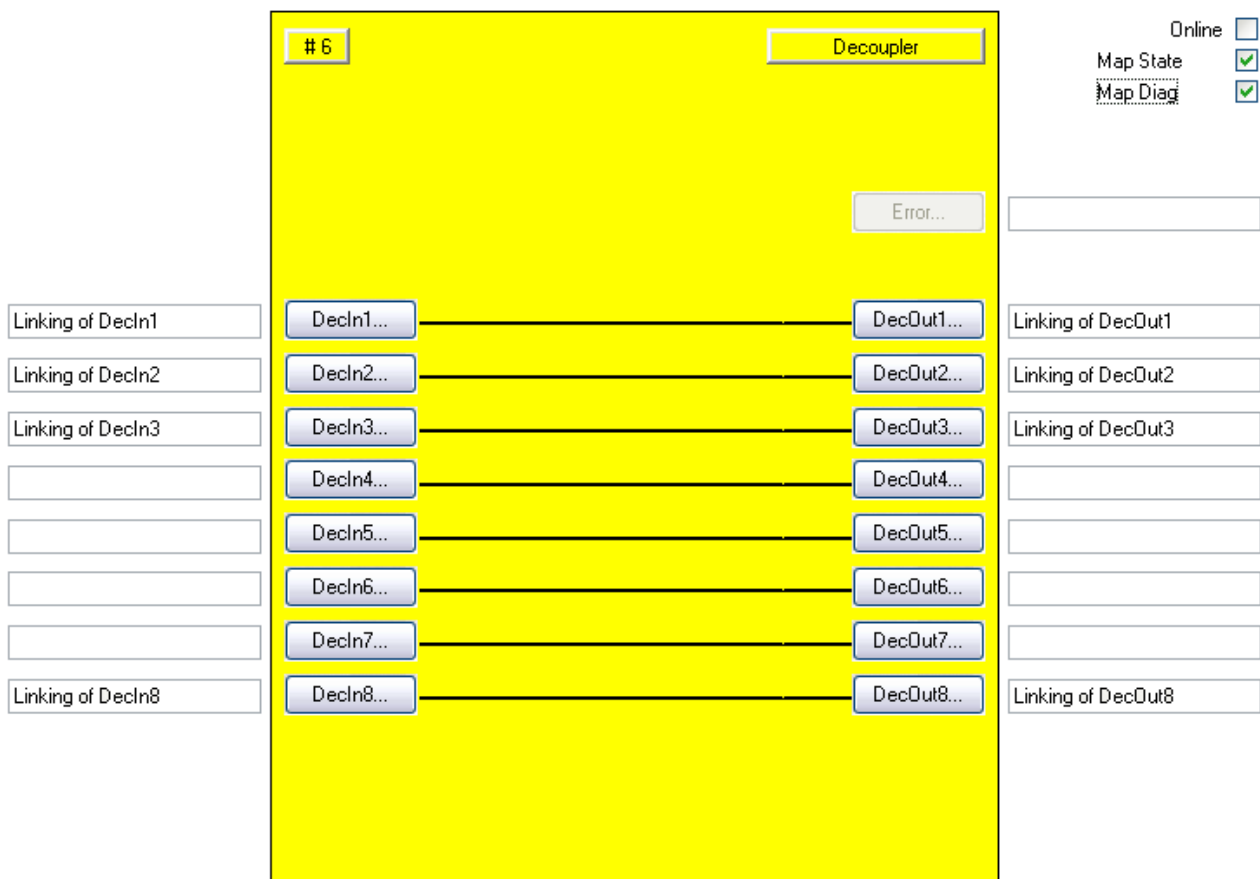 # 6
Decoupler
Online
Map State
Map Diag
Error...
Linking of DecIn1 DecIn1... DecOut1... Linking of DecOut1
Linking of DecIn2 DecIn2... DecOut2... Linking of DecOut2
Linking of DecIn3 DecIn3... DecOut3... Linking of DecOut3
DecIn4... DecOut4...
DecIn5... DecOut5...
DecIn6... DecOut6...
DecIn7... DecOut7...
Linking of DecIn8 DecIn8... DecOut8... Linking of DecOut8